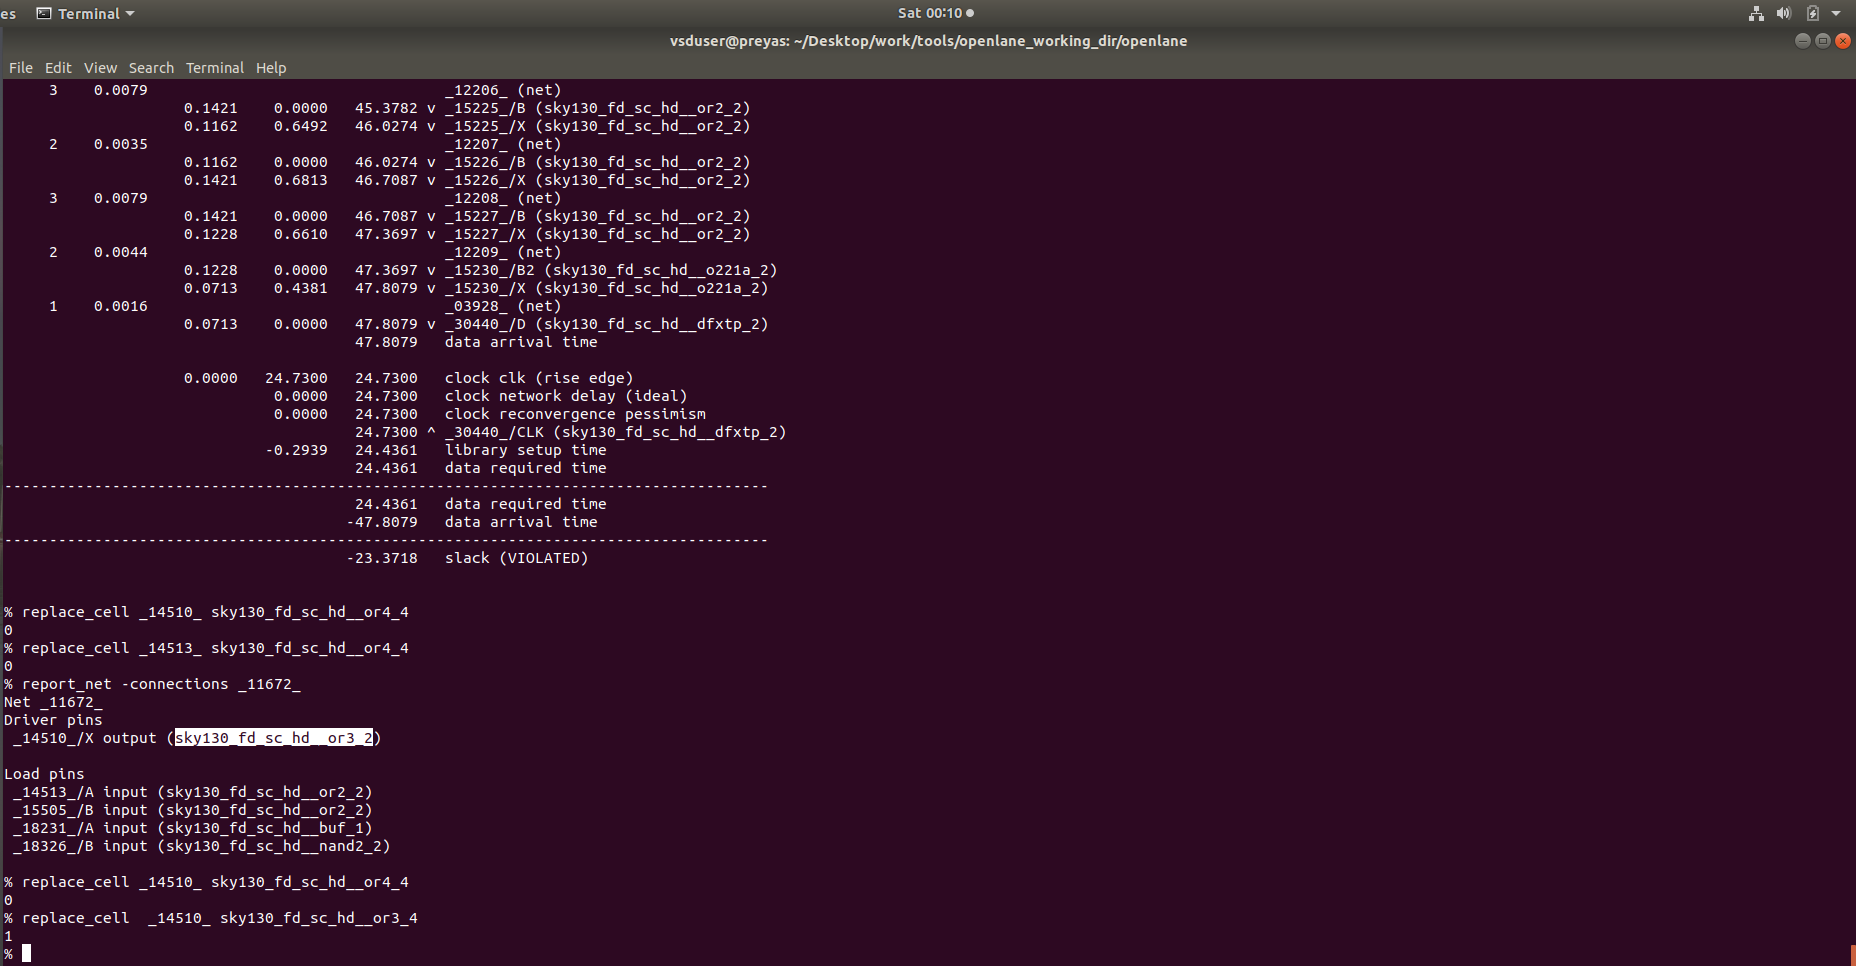 es Terminal Sat 00:10
vsduser@preyas: ~/Desktop/work/tools/openlane_working_dir/openlane
File Edit View Search Terminal Help
3 0.0079 _12206_ (net)
0.1421 0.0000 45.3782 v _15225_/B (sky130_fd_sc_hd__or2_2)
0.1162 0.6492 46.0274 v _15225_/X (sky130_fd_sc_hd__or2_2)
2 0.0035 _12207_ (net)
0.1162 0.0000 46.0274 v _15226_/B (sky130_fd_sc_hd__or2_2)
0.1421 0.6813 46.7087 v _15226_/X (sky130_fd_sc_hd__or2_2)
3 0.0079 _12208_ (net)
0.1421 0.0000 46.7087 v _15227_/B (sky130_fd_sc_hd__or2_2)
0.1228 0.6610 47.3697 v _15227_/X (sky130_fd_sc_hd__or2_2)
2 0.0044 _12209_ (net)
0.1228 0.0000 47.3697 v _15230_/B2 (sky130_fd_sc_hd__o221a_2)
0.0713 0.4381 47.8079 v _15230_/X (sky130_fd_sc_hd__o221a_2)
1 0.0016 _03928_ (net)
0.0713 0.0000 47.8079 v _30440_/D (sky130_fd_sc_hd__dfxtp_2)
47.8079 data arrival time
0.0000 24.7300 24.7300 clock clk (rise edge)
0.0000 24.7300 clock network delay (ideal)
0.0000 24.7300 clock reconvergence pessimism
24.7300 ^ _30440_/CLK (sky130_fd_sc_hd__dfxtp_2)
-0.2939 24.4361 library setup time
24.4361 data required time
-------------------------------------------------------------------------------------
24.4361 data required time
-47.8079 data arrival time
-------------------------------------------------------------------------------------
-23.3718 slack (VIOLATED)
% replace_cell _14510_ sky130_fd_sc_hd__or4_4
0
% replace_cell _14513_ sky130_fd_sc_hd__or4_4
0
% report_net -connections _11672_
Net _11672_
Driver pins
_14510_/X output (sky130_fd_sc_hd__or3_2)
Load pins
_14513_/A input (sky130_fd_sc_hd__or2_2)
_15505_/B input (sky130_fd_sc_hd__or2_2)
_18231_/A input (sky130_fd_sc_hd__buf_1)
_18326_/B input (sky130_fd_sc_hd__nand2_2)
% replace_cell _14510_ sky130_fd_sc_hd__or4_4
0
% replace_cell  _14510_ sky130_fd_sc_hd__or3_4
1
%